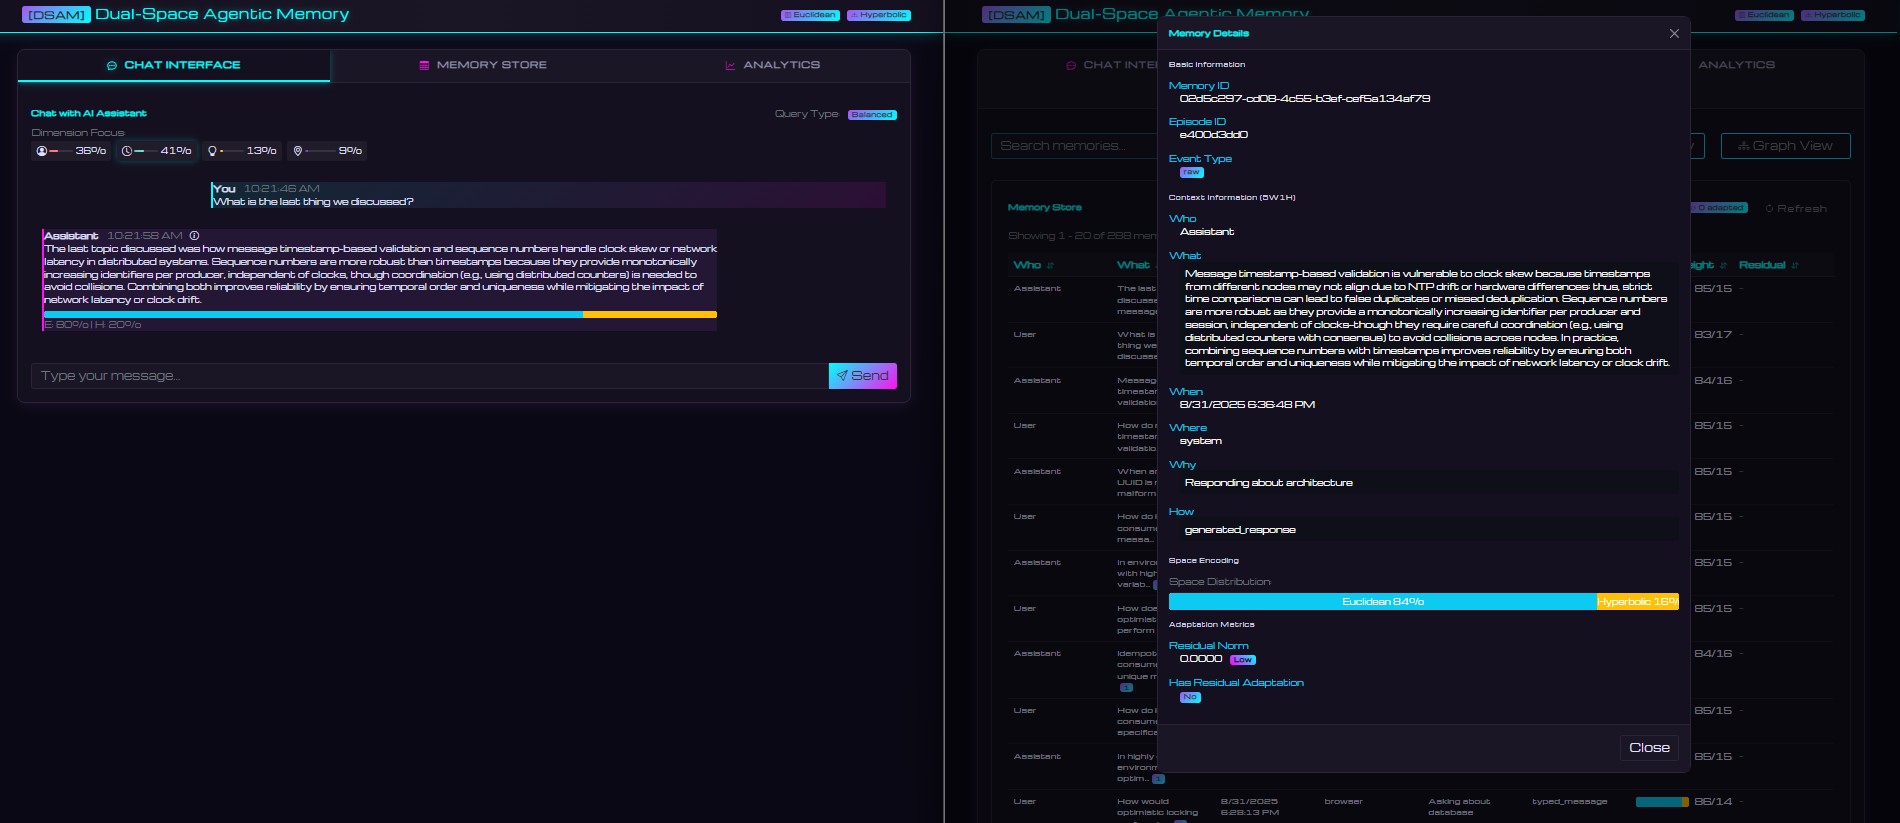 [DSAM] Dual-Space Agentic Memory
Euclidean
Hyperbolic
CHAT INTERFACE
MEMORY STORE
ANALYTICS
Chat with AI Assistant
Query Type: Balanced
Dimension Focus:
36%
41%
13%
9%
You 10:21:46 AM
What is the last thing we discussed?
Assistant 10:21:58 AM
The last topic discussed was how message timestamp-based validation and sequence numbers handle clock skew or network
latency in distributed systems. Sequence numbers are more robust than timestamps because they provide monotonically
increasing identifiers per producer, independent of clocks, though coordination (e.g., using distributed counters) is needed to
avoid collisions. Combining both improves reliability by ensuring temporal order and uniqueness while mitigating the impact of
network latency or clock drift.
E: 80% | H: 20%
Type your message...
Send
[DSAM] Dual-Space Agentic Memory
Euclidean
Hyperbolic
CHAT INTE
ANALYTICS
Search memories...
Graph View
Memory Store
0 adapted
Refresh
Showing 1 - 20 of 288 mem
Who
What
ight
Residual
Assistant
The last
discusse
messag
85/15 -
User
What is
thing we
discusse
83/17 -
Assistant
Messag
timestar
validatio
84/16 -
User
How do
timestar
validatio
85/15 -
Assistant
When ar
UUID is
malform
85/15 -
User
How do
consume
messa...
85/15 -
Assistant
In enviro
with high
variab...
85/15 -
User
How doe
optimist
perform
85/15 -
Assistant
Idempot
consume
unique m
1
84/16 -
User
How do
consum
specifica
85/15 -
Assistant
In highly
environm
optim... 1
85/15 -
User
How would
optimistic locking
8/31/2025
6:28:13 PM
browser
Asking about
database
typed_message
86/14 -
Memory Details
Basic Information
Memory ID
02d5c297-cd08-4c55-b3ef-cef5a134af79
Episode ID
e400d3dd0
Event Type
raw
Context Information (5W1H)
Who
Assistant
What
Message timestamp-based validation is vulnerable to clock skew because timestamps
from different nodes may not align due to NTP drift or hardware differences-thus, strict
time comparisons can lead to false duplicates or missed deduplication. Sequence numbers
are more robust as they provide a monotonically increasing identifier per producer and
session, independent of clocks-though they require careful coordination (e.g., using
distributed counters with consensus) to avoid collisions across nodes. In practice,
combining sequence numbers with timestamps improves reliability by ensuring both
temporal order and uniqueness while mitigating the impact of network latency or clock drift.
When
8/31/2025 6:36:48 PM
Where
system
Why
Responding about architecture
How
generated_response
Space Encoding
Space Distribution:
Euclidean 84%
Hyperbolic 16%
Adaptation Metrics
Residual Norm
0.0000 Low
Has Residual Adaptation
No
Close